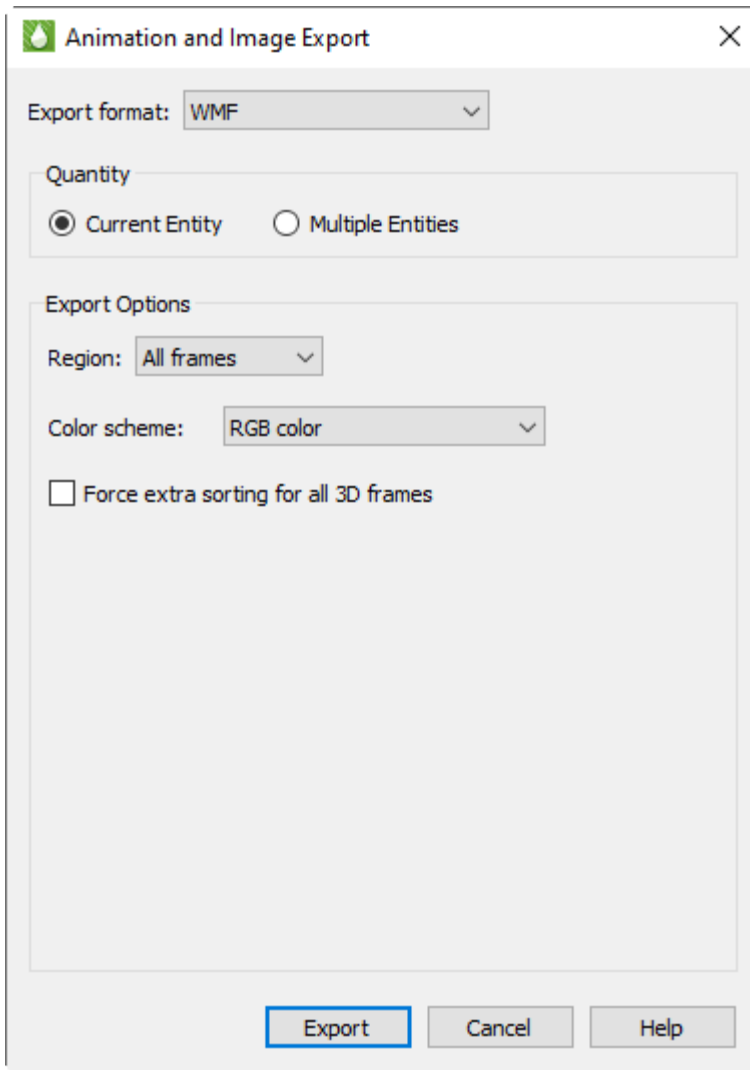 Animation and Image Export
Export format: WMF
Quantity
Current Entity Multiple Entities
Export Options
Region: All frames
Color scheme: RGB color
Force extra sorting for all 3D frames
Export Cancel Help